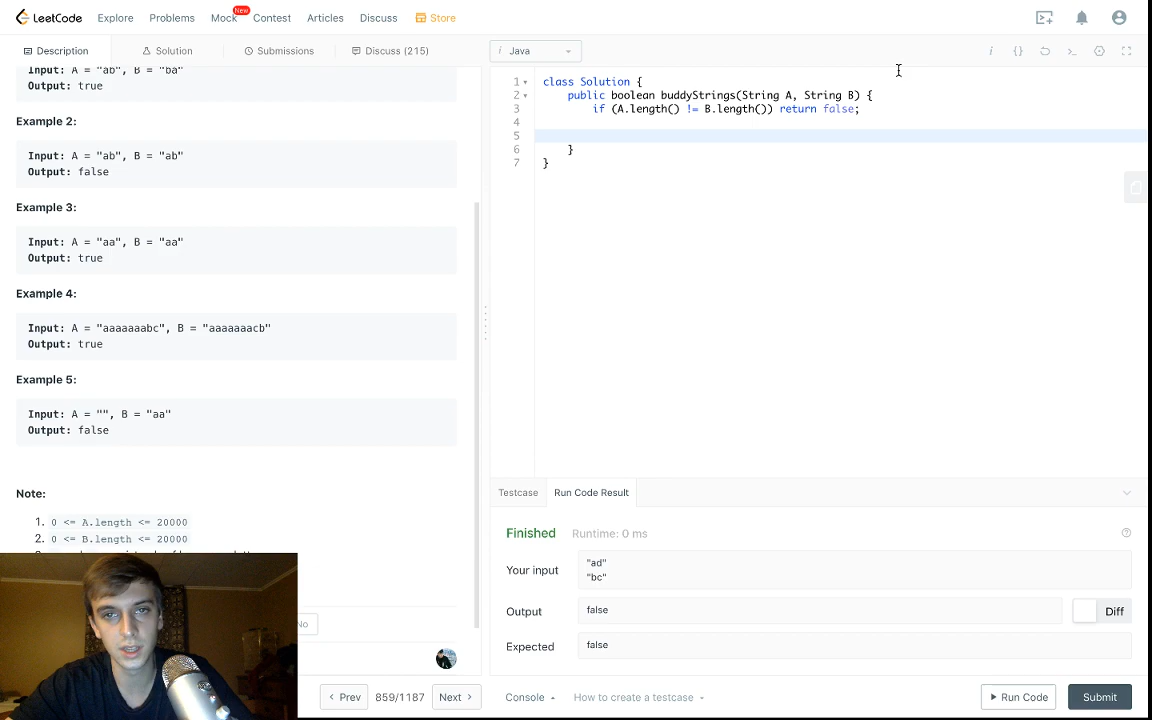 LeetCode Explore Problems Mock New Contest Articles Discuss Store
Description Solution Submissions Discuss (215) i Java
Input: A = "ab", B = "ba"
Output: true
Example 2:
Input: A = "ab", B = "ab"
Output: false
Example 3:
Input: A = "aa", B = "aa"
Output: true
Example 4:
Input: A = "aaaaaaabc", B = "aaaaaaacb"
Output: true
Example 5:
Input: A = "", B = "aa"
Output: false
Note:
1. 0 <= A.length <= 20000
2. 0 <= B.length <= 20000
No
Prev 859/1187 Next
1 class Solution {
2 public boolean buddyStrings(String A, String B) {
3 if (A.length() != B.length()) return false;
4
5
6 }
7 }
Testcase Run Code Result
Finished Runtime: 0 ms
Your input "ad"
"bc"
Output false Diff
Expected false
Console How to create a testcase Run Code Submit